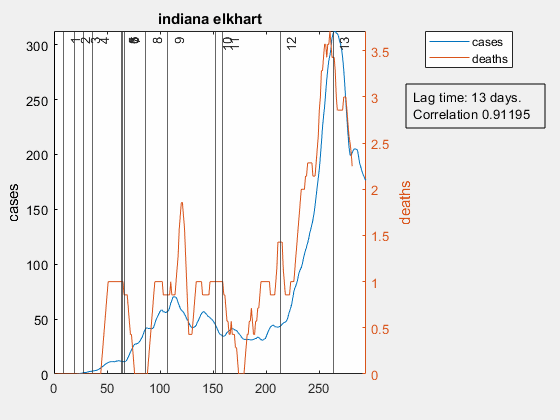 indiana elkhart
cases
deaths
Lag time: 13 days.
Correlation 0.91195
1 2 3 4 8 9 10 11 12 13
300
250
200
150
100
50
0
cases
3.5
3
2.5
2
1.5
1
0.5
0
deaths
0 50 100 150 200 250